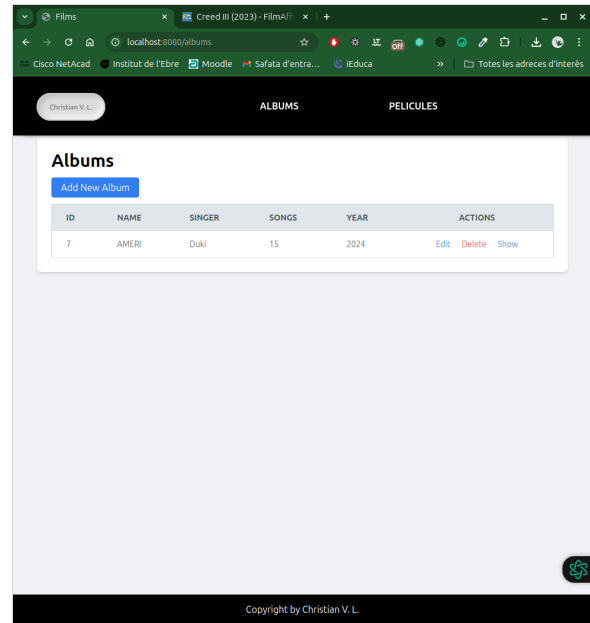 Films
Creed III (2023) - FilmAffi
localhost:8080/albums
OFF
Cisco NetAcad Institut de l'Ebre Moodle Safata d'entra... iEduca » Totes les adreces d'interès
Christian V. L. ALBUMS PELICULES
Albums
Add New Album
ID NAME SINGER SONGS YEAR ACTIONS
7 AMERI Duki 15 2024 Edit Delete Show
Copyright by Christian V. L.